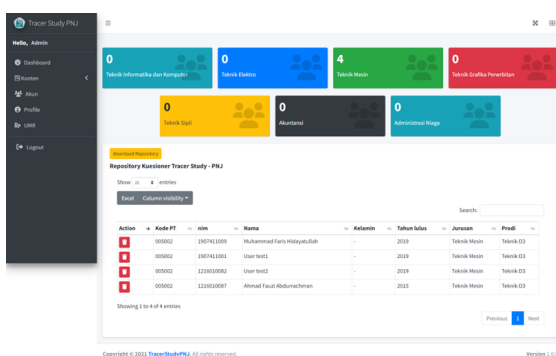 Tracer Study PNJ
Hello, Admin
Dashboard
Konten
Akun
Profile
UMR
Logout
0
Teknik Informatika dan Komputer
0
Teknik Elektro
4
Teknik Mesin
0
Teknik Grafika Penerbitan
0
Teknik Sipil
0
Akuntansi
0
Administrasi Niaga
download Repository
Repository Kuesioner Tracer Study - PNJ
Show 25 entries
Excel Column visibility
Search:
Action Kode PT nim Nama Kelamin Tahun lulus Jurusan Prodi
005002 1907411009 Muhammad Faris Hidayatullah - 2019 Teknik Mesin Teknik D3
005002 1907411001 User test1 - 2019 Teknik Mesin Teknik D3
005002 1216010082 User test2 - 2019 Teknik Mesin Teknik D3
005002 1216010087 Ahmad Fauzi Abdurrachman - 2015 Teknik Mesin Teknik D3
Showing 1 to 4 of 4 entries
Previous 1 Next
Copyright © 2021 TracerStudyPNJ. All rights reserved.
Version 1.0.